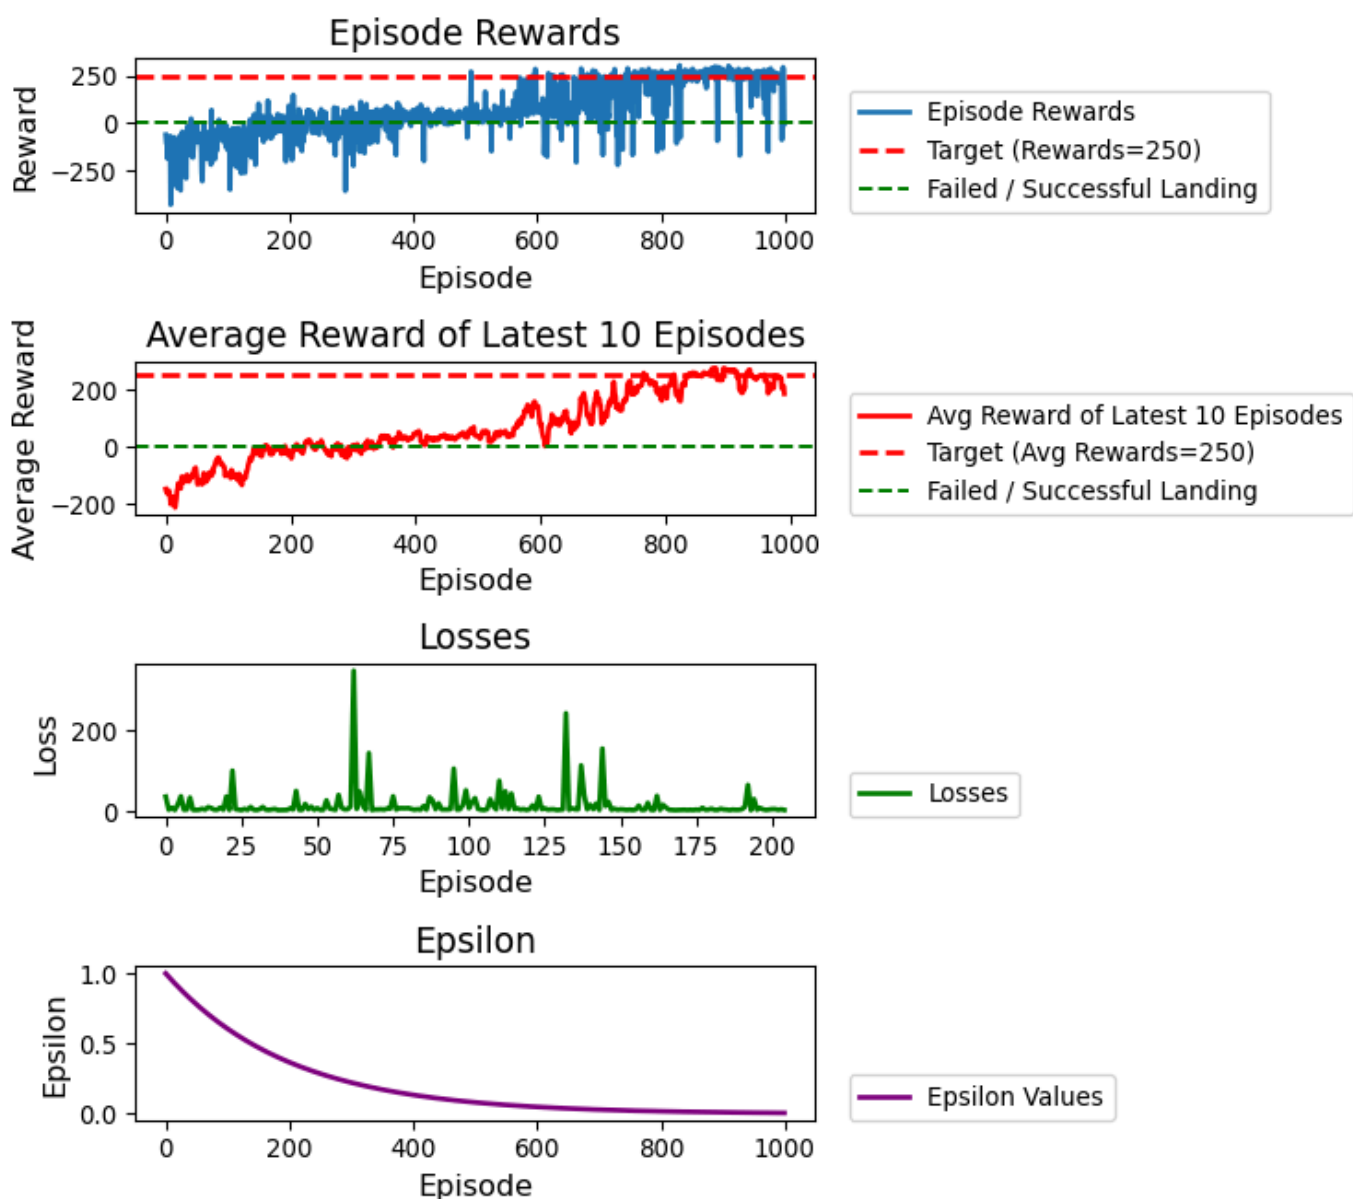 Episode Rewards
250
0
−250
Reward
0 200 400 600 800 1000
Episode
Episode Rewards
Target (Rewards=250)
Failed / Successful Landing
Average Reward of Latest 10 Episodes
200
0
−200
Average Reward
0 200 400 600 800 1000
Episode
Avg Reward of Latest 10 Episodes
Target (Avg Rewards=250)
Failed / Successful Landing
Losses
200
0
Loss
0 25 50 75 100 125 150 175 200
Episode
Losses
Epsilon
1.0
0.5
0.0
Epsilon
0 200 400 600 800 1000
Episode
Epsilon Values